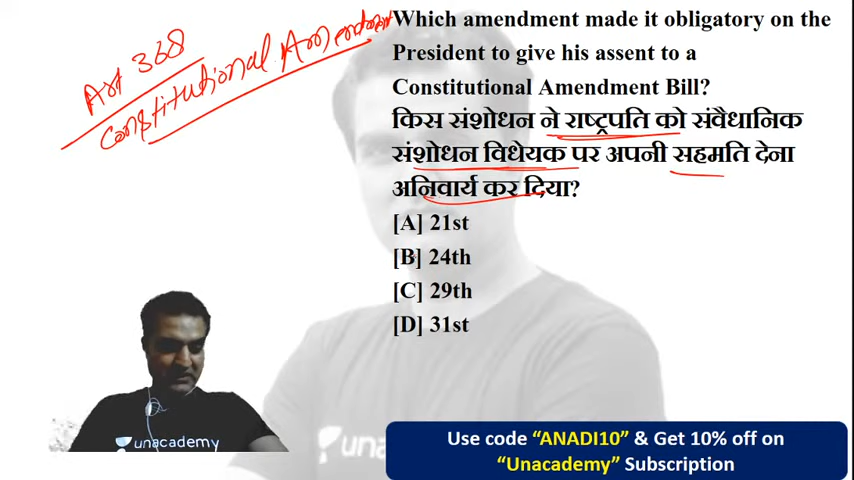 Art 368
Constitutional Amendment
Which amendment made it obligatory on the
President to give his assent to a
Constitutional Amendment Bill?
किस संशोधन ने राष्ट्रपति को संवैधानिक
संशोधन विधेयक पर अपनी सहमति देना
अनिवार्य कर दिया?
[A] 21st
[B] 24th
[C] 29th
[D] 31st
unacademy
una
Use code “ANADI10” & Get 10% off on
“Unacademy” Subscription